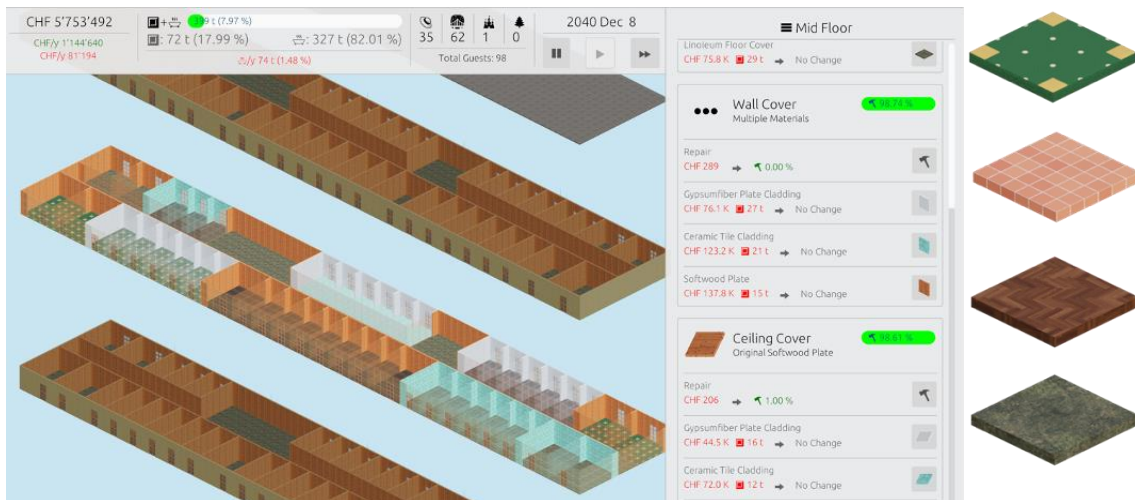 CHF 5'753'492
CHF/y 1'144'640
CHF/y 81'194
+ 399 t (7.97 %)
: 72 t (17.99 %) : 327 t (82.01 %)
/y 74 t (1.48 %)
35 62 1 0
Total Guests: 98
2040 Dec 8
Mid Floor
Linoleum Floor Cover
CHF 75.8 K 29 t → No Change
Wall Cover
98.74 %
Multiple Materials
Repair
CHF 289 → 0.00 %
Gypsumfiber Plate Cladding
CHF 76.1 K 27 t → No Change
Ceramic Tile Cladding
CHF 123.2 K 21 t → No Change
Softwood Plate
CHF 137.8 K 15 t → No Change
Ceiling Cover
98.61 %
Original Softwood Plate
Repair
CHF 206 → 1.00 %
Gypsumfiber Plate Cladding
CHF 44.5 K 16 t → No Change
Ceramic Tile Cladding
CHF 72.0 K 12 t → No Change